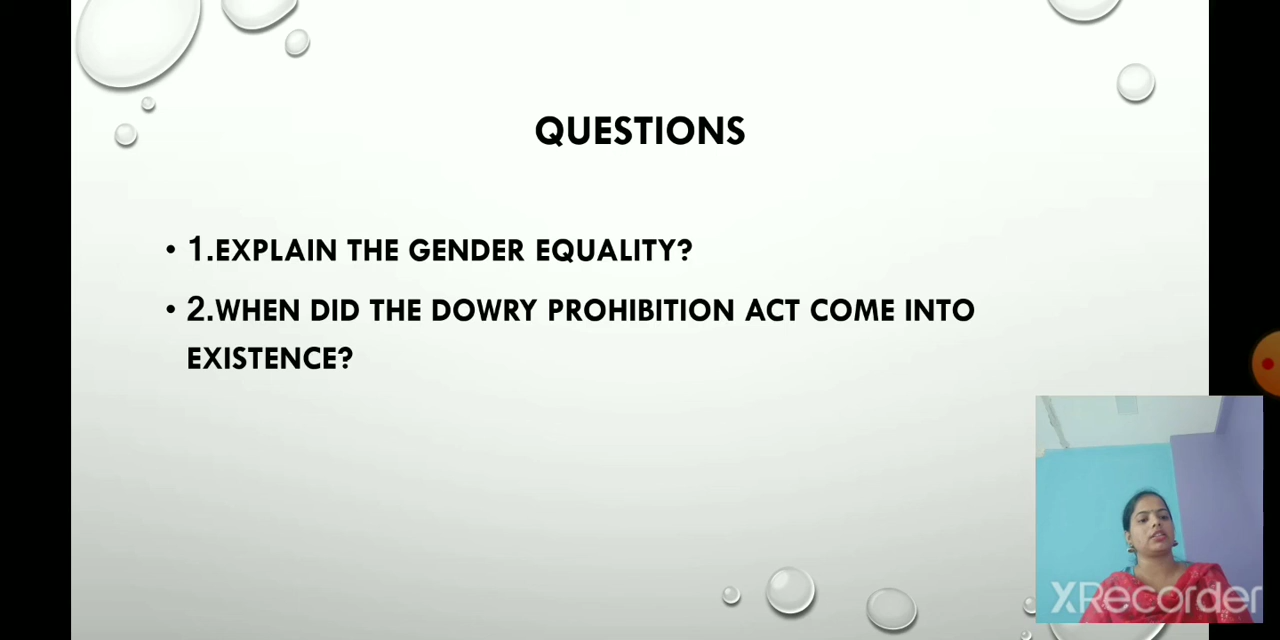 QUESTIONS
• 1.EXPLAIN THE GENDER EQUALITY?
• 2.WHEN DID THE DOWRY PROHIBITION ACT COME INTO
EXISTENCE?
XRecorder